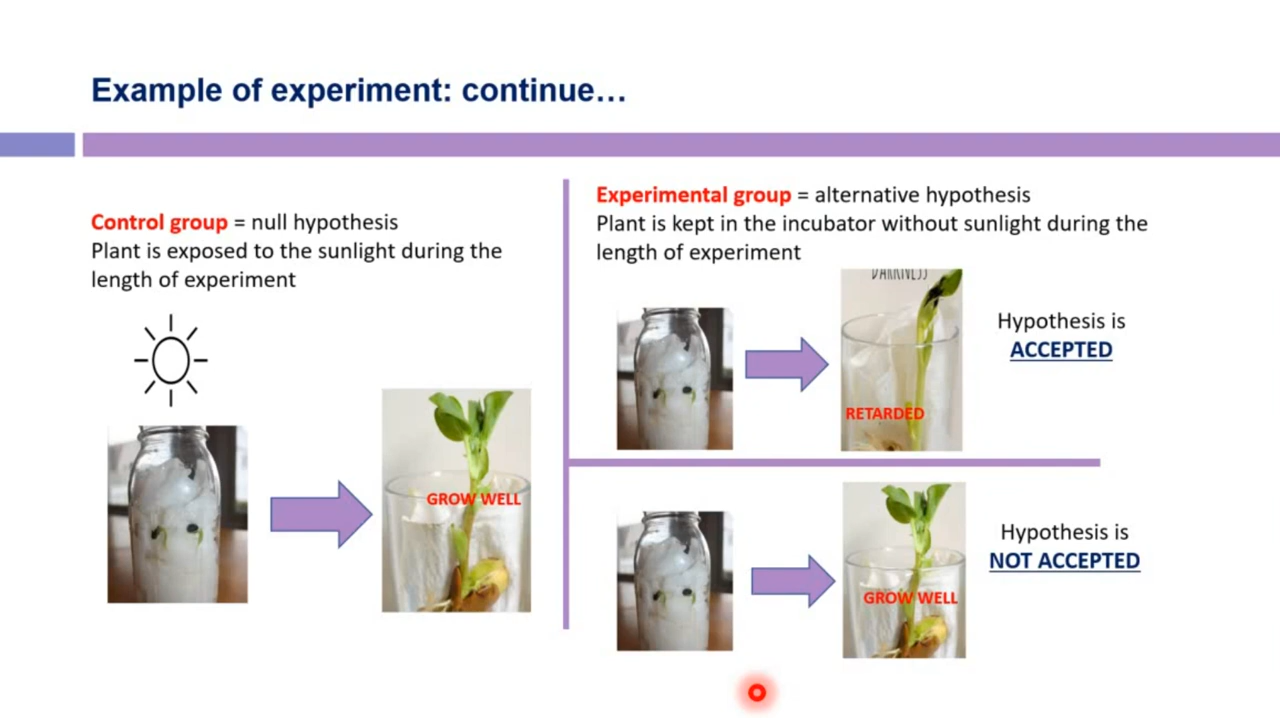 Example of experiment: continue…
Control group = null hypothesis
Plant is exposed to the sunlight during the
length of experiment
GROW WELL
Experimental group = alternative hypothesis
Plant is kept in the incubator without sunlight during the
length of experiment
DARKNESS
RETARDED
Hypothesis is
ACCEPTED
GROW WELL
Hypothesis is
NOT ACCEPTED